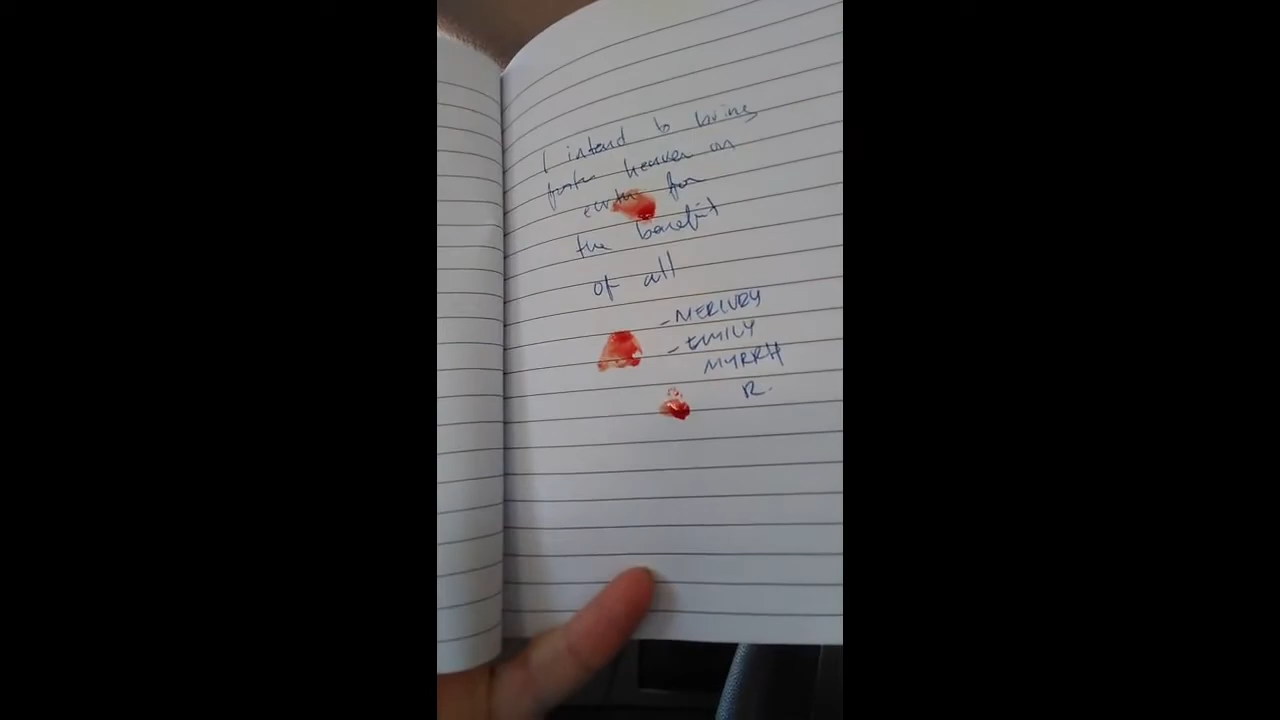 I intend to bring
forth heaven on
earth for
the benefit
of all
- MERCURY
- EMILY
MYRRH
R.